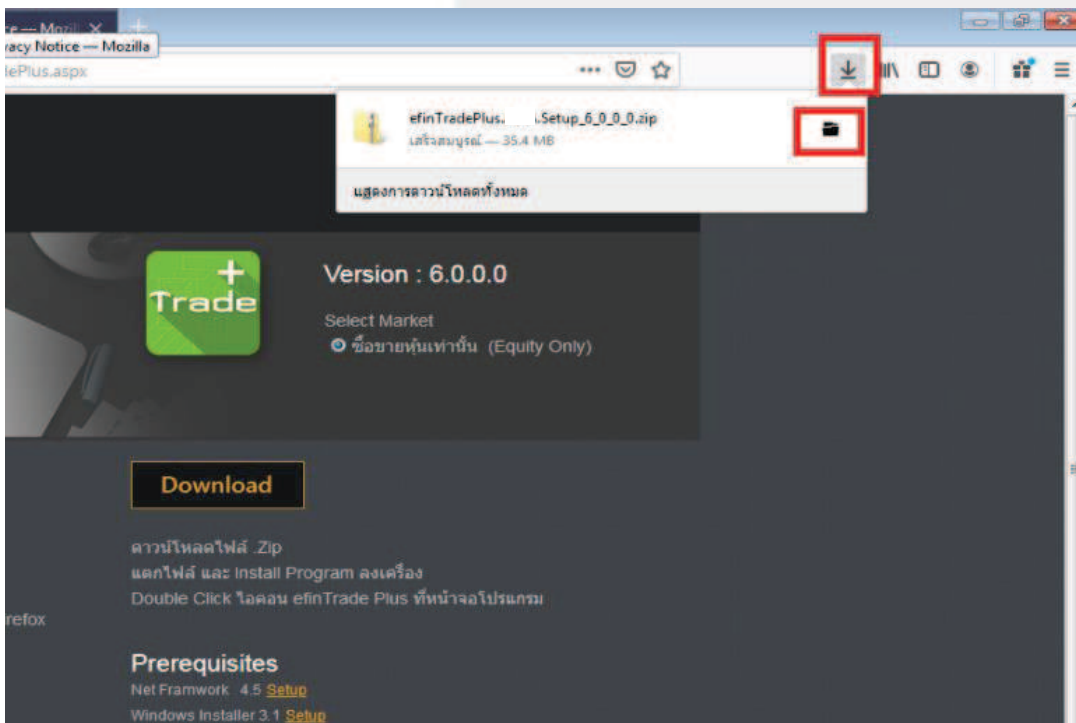 ce — Mozil
vacy Notice — Mozilla
dePlus.aspx
efinTradePlus. .Setup_6_0_0_0.zip
เสร็จสมบูรณ์ — 35.4 MB
แสดงการดาวน์โหลดทั้งหมด
+
Trade
Version : 6.0.0.0
Select Market
ซื้อขายหุ้นเท่านั้น (Equity Only)
Download
ดาวน์โหลดไฟล์ .Zip
แตกไฟล์ และ Install Program ลงเครื่อง
Double Click ไอคอน efinTrade Plus ที่หน้าจอโปรแกรม
refox
Prerequisites
Net Framwork 4.5 Setup
Windows Installer 3.1 Setup